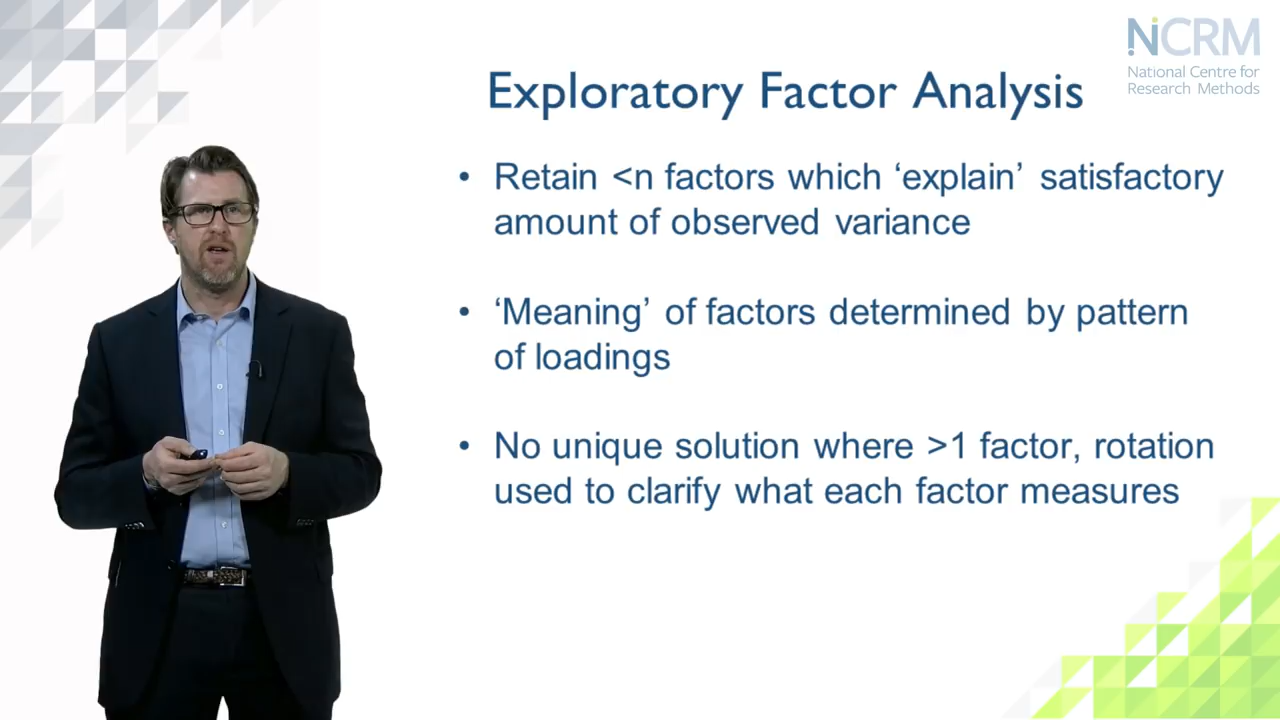 NCRM
National Centre for
Research Methods
Exploratory Factor Analysis
• Retain <n factors which ‘explain’ satisfactory
amount of observed variance
• ‘Meaning’ of factors determined by pattern
of loadings
• No unique solution where >1 factor, rotation
used to clarify what each factor measures